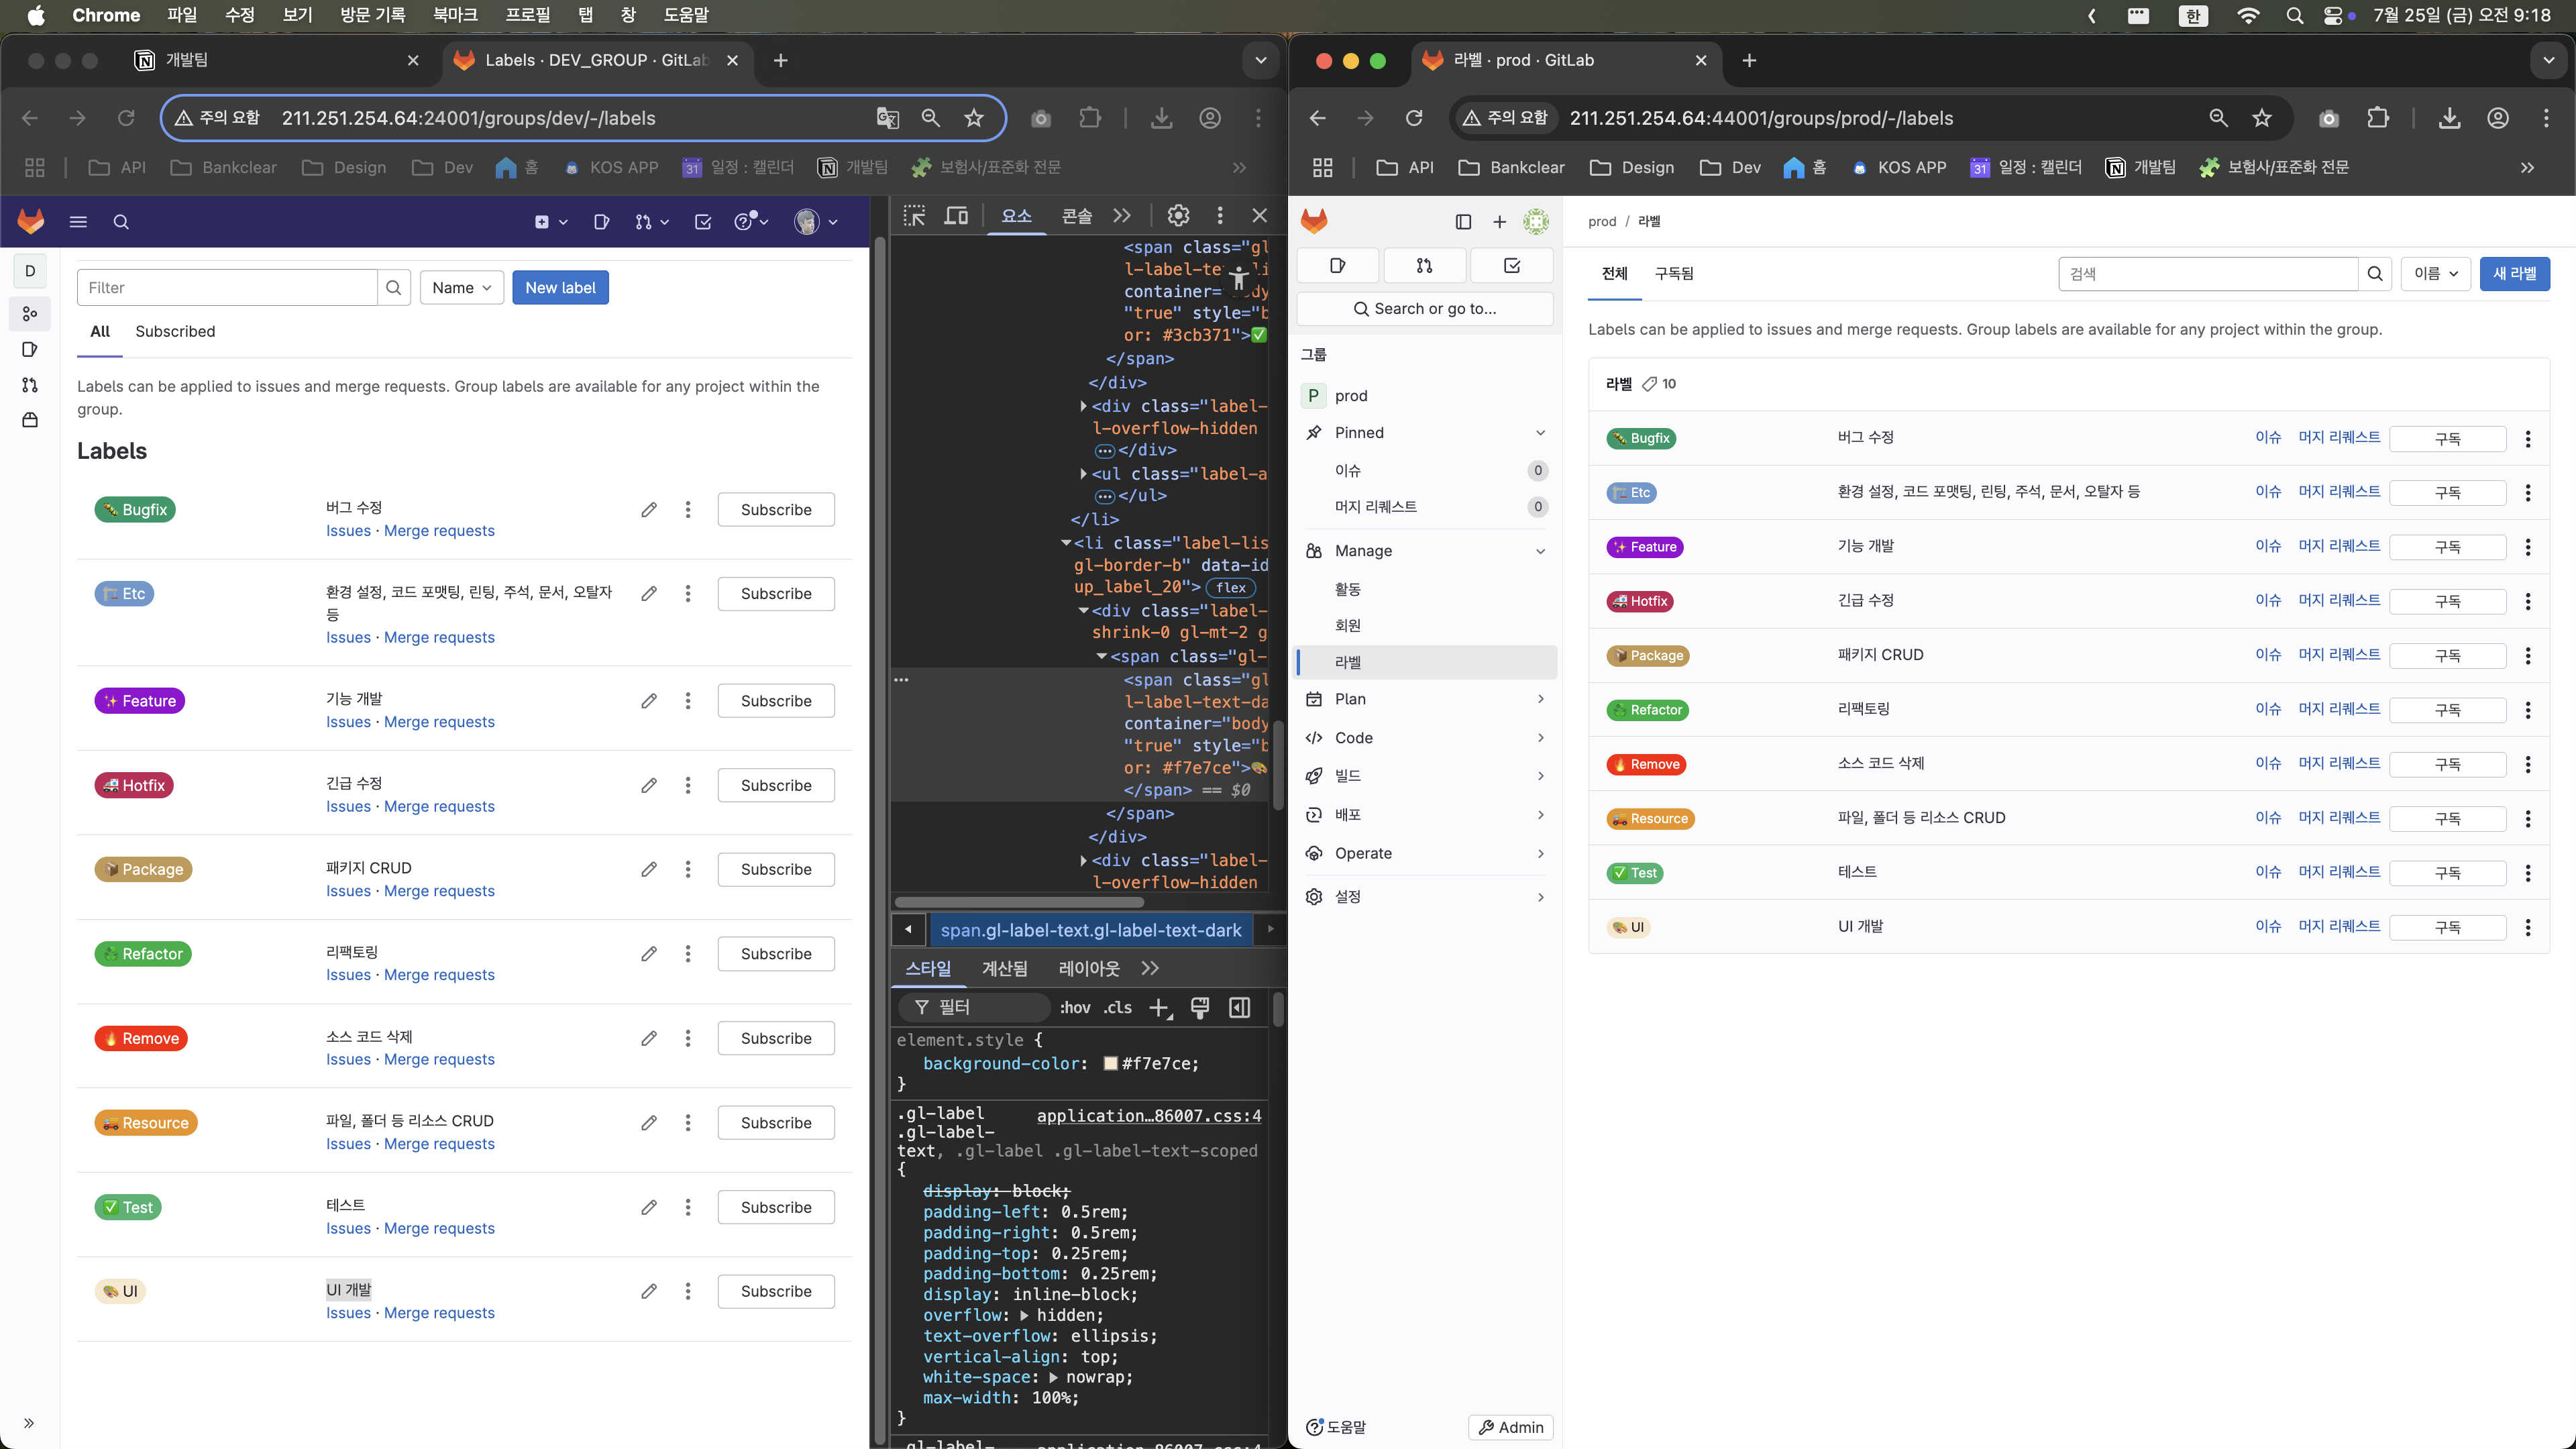 Chrome 파일 수정 보기 방문 기록 북마크 프로필 탭 창 도움말
한 7월 25일 (금) 오전 9:18
개발팀
Labels · DEV_GROUP · GitLab
주의 요함 211.251.254.64:24001/groups/dev/-/labels
API Bankclear Design Dev 홈 KOS APP 31 일정 : 캘린더 개발팀 보험사/표준화 전문
D
Filter
Name
New label
All Subscribed
Labels can be applied to issues and merge requests. Group labels are available for any project within the
group.
Labels
Bugfix 버그 수정 Subscribe
Issues · Merge requests
Etc 환경 설정, 코드 포맷팅, 린팅, 주석, 문서, 오탈자 Subscribe
등
Issues · Merge requests
Feature 기능 개발 Subscribe
Issues · Merge requests
Hotfix 긴급 수정 Subscribe
Issues · Merge requests
Package 패키지 CRUD Subscribe
Issues · Merge requests
Refactor 리팩토링 Subscribe
Issues · Merge requests
Remove 소스 코드 삭제 Subscribe
Issues · Merge requests
Resource 파일, 폴더 등 리소스 CRUD Subscribe
Issues · Merge requests
Test 테스트 Subscribe
Issues · Merge requests
UI UI 개발 Subscribe
Issues · Merge requests
요소 콘솔
<span class="gl
l-label-te
container=
"true" style="b
or: #3cb371">✅
</span>
</div>
<div class="label-
l-overflow-hidden
</div>
<ul class="label-a
</ul>
</li>
<li class="label-lis
gl-border-b" data-id
up_label_20"> flex
<div class="label-
shrink-0 gl-mt-2 g
<span class="gl-
<span class="gl
l-label-text-da
container="body
"true" style="b
or: #f7e7ce">🎨
</span> == $0
</span>
</div>
<div class="label-
l-overflow-hidden
span.gl-label-text.gl-label-text-dark
스타일 계산됨 레이아웃
필터 :hov .cls
element.style {
background-color: #f7e7ce;
}
.gl-label application…86007.css:4
.gl-label-
text, .gl-label .gl-label-text-scoped
{
display: block;
padding-left: 0.5rem;
padding-right: 0.5rem;
padding-top: 0.25rem;
padding-bottom: 0.25rem;
display: inline-block;
overflow: hidden;
text-overflow: ellipsis;
vertical-align: top;
white-space: nowrap;
max-width: 100%;
}
라벨 · prod · GitLab
주의 요함 211.251.254.64:44001/groups/prod/-/labels
API Bankclear Design Dev 홈 KOS APP 31 일정 : 캘린더 개발팀 보험사/표준화 전문
Search or go to...
그룹
P prod
Pinned
이슈 0
머지 리퀘스트 0
Manage
활동
회원
라벨
Plan
Code
빌드
배포
Operate
설정
도움말
Admin
prod / 라벨
전체 구독됨
검색
이름
새 라벨
Labels can be applied to issues and merge requests. Group labels are available for any project within the group.
라벨 10
Bugfix 버그 수정 이슈 머지 리퀘스트 구독
Etc 환경 설정, 코드 포맷팅, 린팅, 주석, 문서, 오탈자 등 이슈 머지 리퀘스트 구독
Feature 기능 개발 이슈 머지 리퀘스트 구독
Hotfix 긴급 수정 이슈 머지 리퀘스트 구독
Package 패키지 CRUD 이슈 머지 리퀘스트 구독
Refactor 리팩토링 이슈 머지 리퀘스트 구독
Remove 소스 코드 삭제 이슈 머지 리퀘스트 구독
Resource 파일, 폴더 등 리소스 CRUD 이슈 머지 리퀘스트 구독
Test 테스트 이슈 머지 리퀘스트 구독
UI UI 개발 이슈 머지 리퀘스트 구독